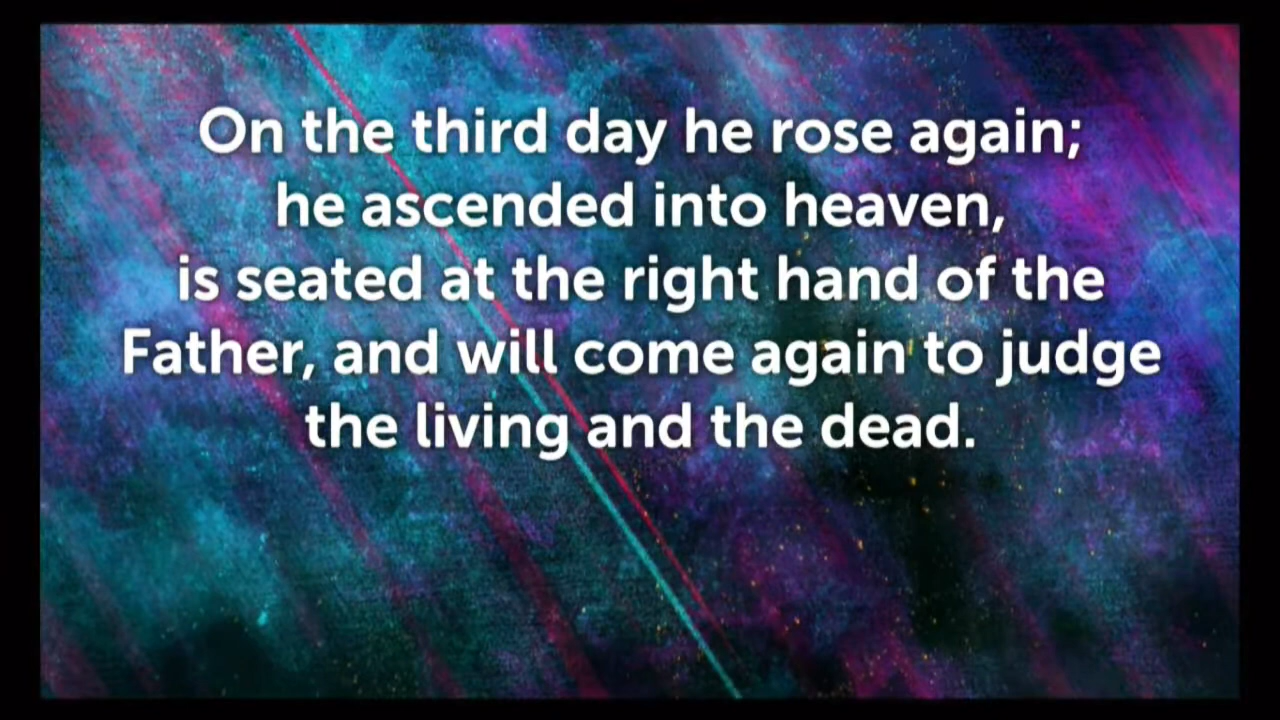 On the third day he rose again;
he ascended into heaven,
is seated at the right hand of the
Father, and will come again to judge
the living and the dead.